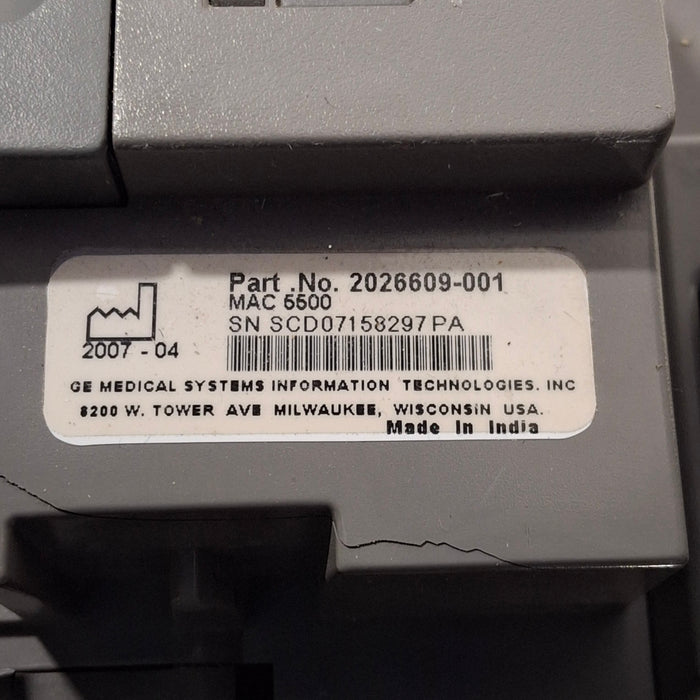 Part .No. 2026609-001
MAC 5500
SN SCD07158297PA
2007 - 04
GE MEDICAL SYSTEMS INFORMATION TECHNOLOGIES. INC
8200 W. TOWER AVE MILWAUKEE, WISCONSIN USA.
Made In India